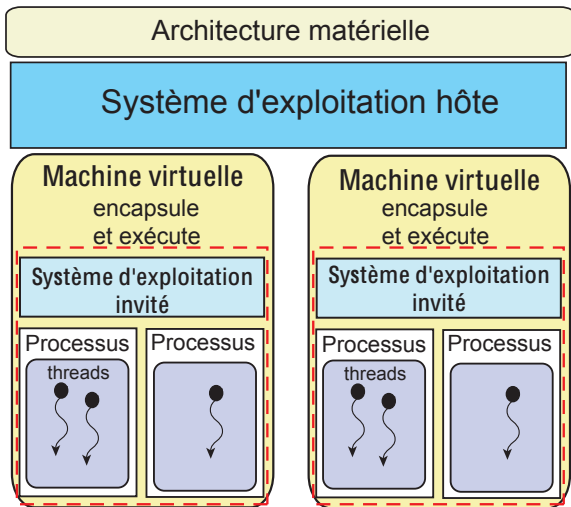 Architecture matérielle
Système d'exploitation hôte
Machine virtuelle
encapsule
et exécute
Système d'exploitation
invité
Processus
threads
Processus
Machine virtuelle
encapsule
et exécute
Système d'exploitation
invité
Processus
threads
Processus